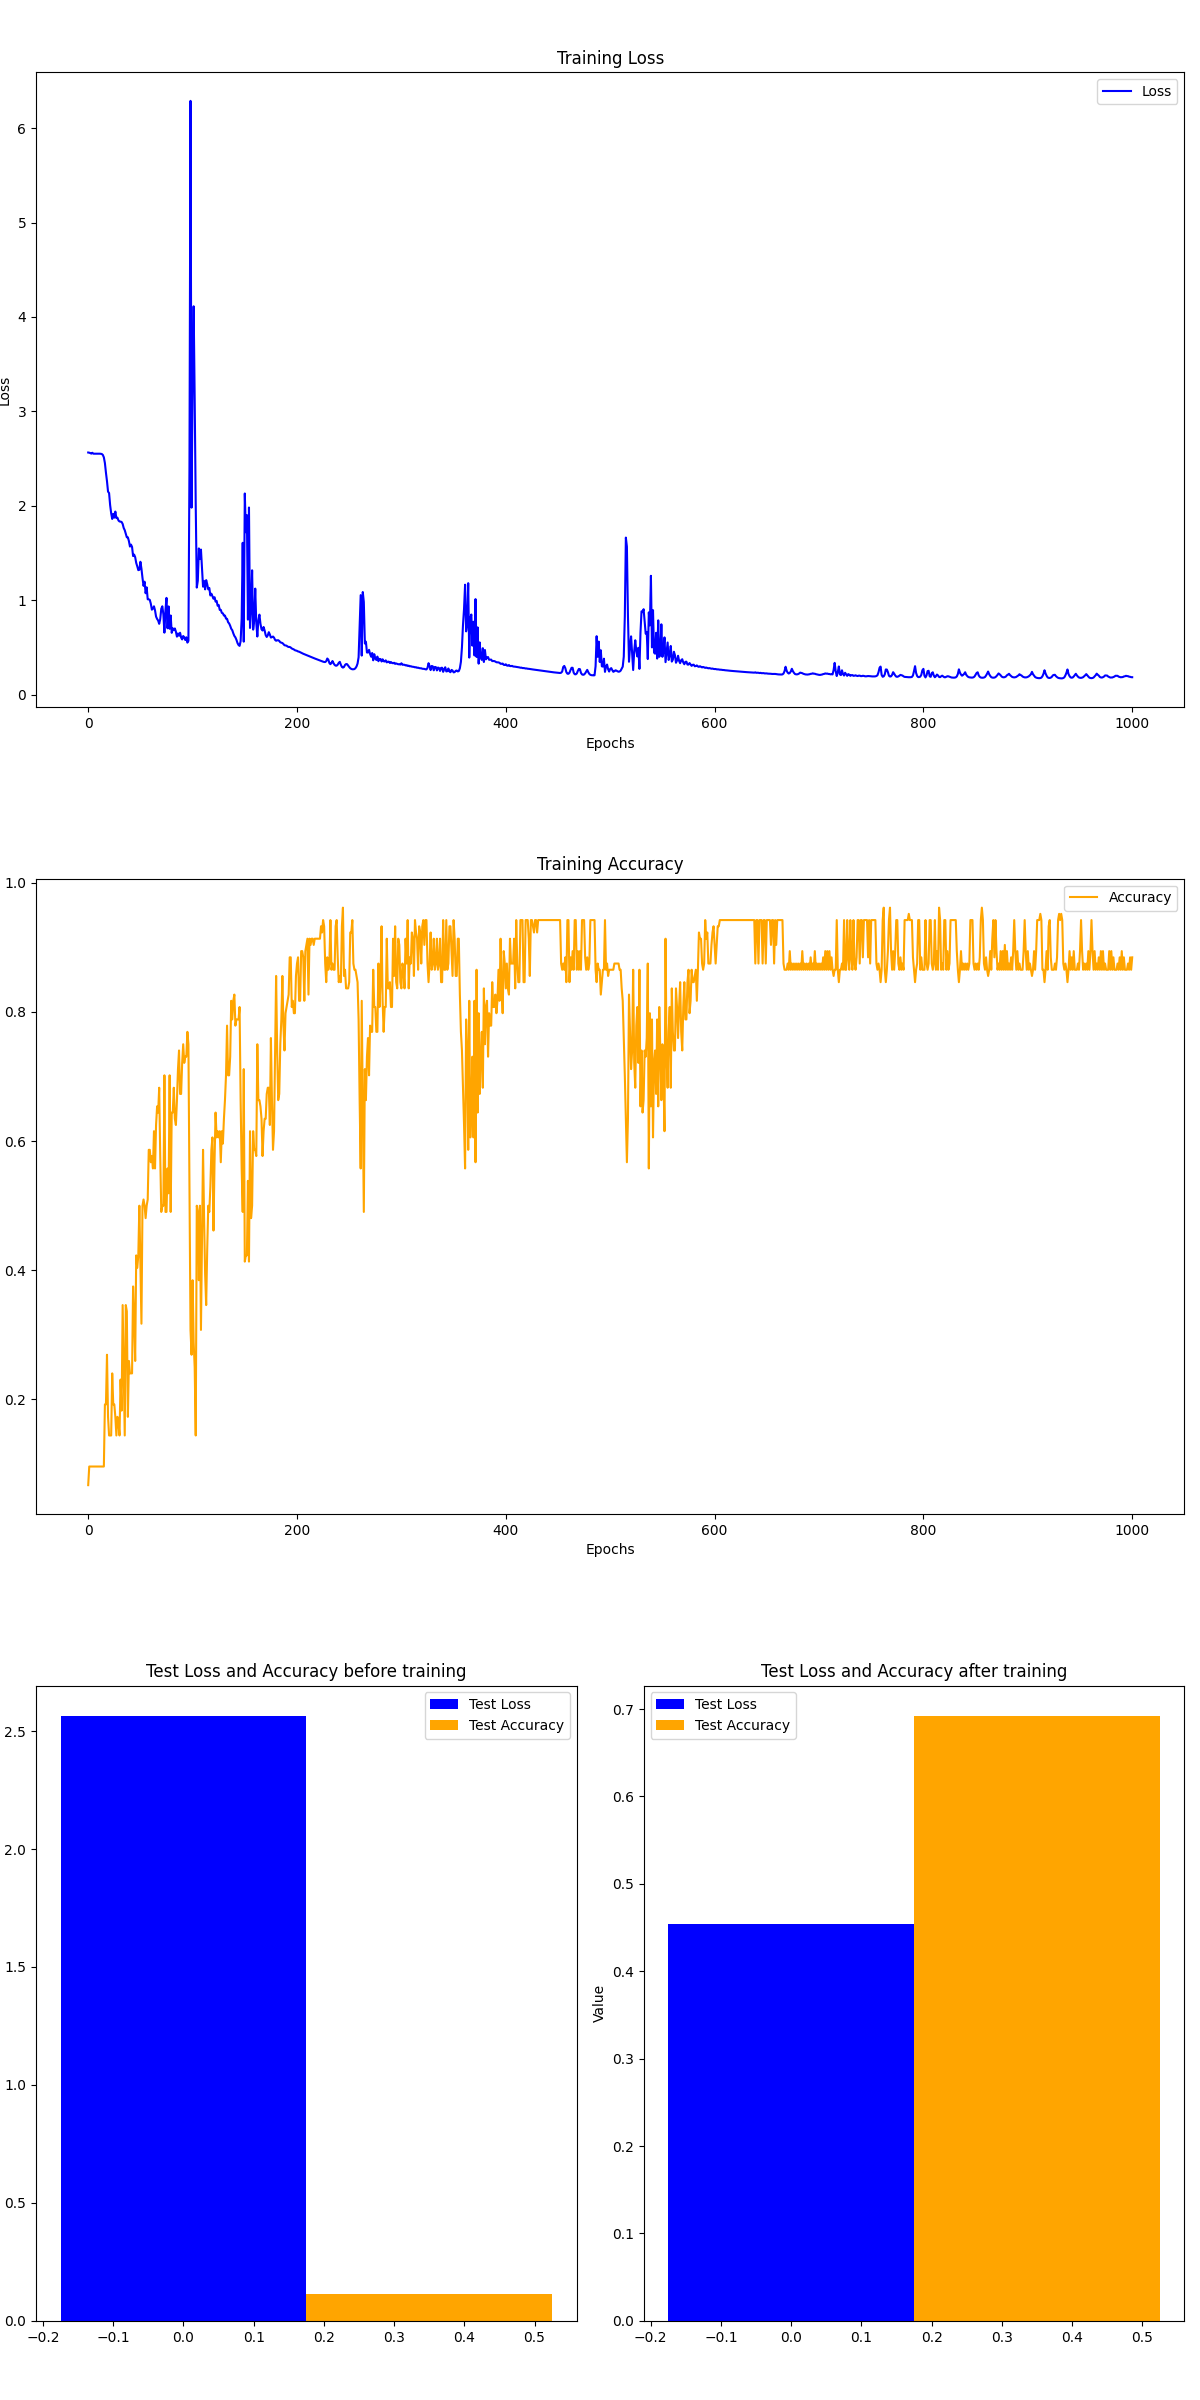 Training Loss
Loss
6
5
4
3
2
1
0
Loss
0 200 400 600 800 1000
Epochs
Training Accuracy
Accuracy
1.0
0.8
0.6
0.4
0.2
0 200 400 600 800 1000
Epochs
Test Loss and Accuracy before training
Test Loss
Test Accuracy
2.5
2.0
1.5
1.0
0.5
0.0
−0.2 −0.1 0.0 0.1 0.2 0.3 0.4 0.5
Test Loss and Accuracy after training
Test Loss
Test Accuracy
0.7
0.6
0.5
0.4
0.3
0.2
0.1
0.0
Value
−0.2 −0.1 0.0 0.1 0.2 0.3 0.4 0.5